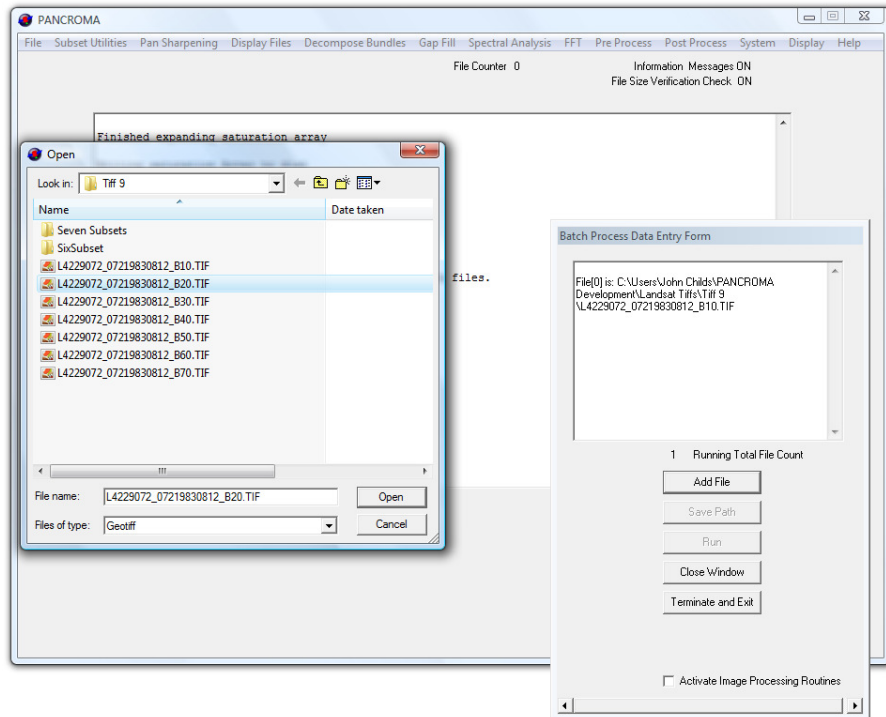 PANCROMA
File Subset Utilities Pan Sharpening Display Files Decompose Bundles Gap Fill Spectral Analysis FFT Pre Process Post Process System Display Help
File Counter 0
Information Messages ON
File Size Verification Check ON
Finished expanding saturation array
files.
Open
Look in: Tiff 9
Name Date taken
Seven Subsets
SixSubset
L4229072_07219830812_B10.TIF
L4229072_07219830812_B20.TIF
L4229072_07219830812_B30.TIF
L4229072_07219830812_B40.TIF
L4229072_07219830812_B50.TIF
L4229072_07219830812_B60.TIF
L4229072_07219830812_B70.TIF
File name: L4229072_07219830812_B20.TIF Open
Files of type: Geotiff Cancel
Batch Process Data Entry Form
File[0] is: C:\Users\John Childs\PANCROMA
Development\Landsat Tiffs\Tiff 9
\L4229072_07219830812_B10.TIF
1 Running Total File Count
Add File
Save Path
Run
Close Window
Terminate and Exit
Activate Image Processing Routines